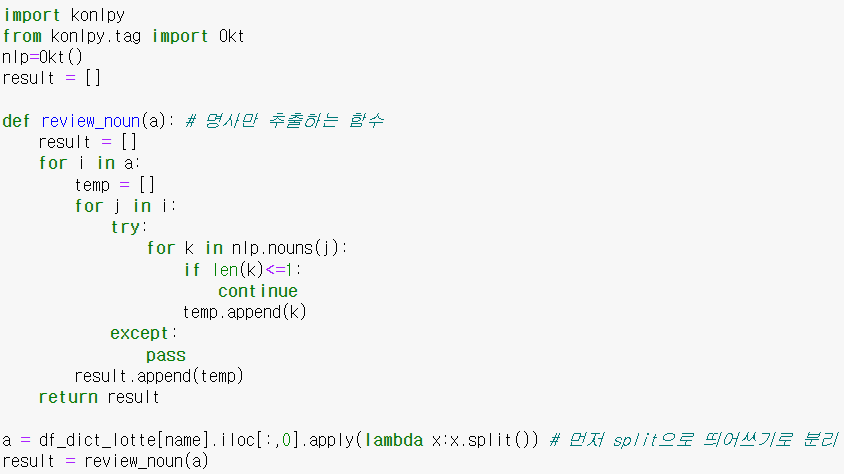 import konlpy
from konlpy.tag import Okt
nlp=Okt()
result = []

def review_noun(a): # 명사만 추출하는 함수
    result = []
    for i in a:
        temp = []
        for j in i:
            try:
                for k in nlp.nouns(j):
                    if len(k)<=1:
                        continue
                    temp.append(k)
            except:
                pass
        result.append(temp)
    return result

a = df_dict_lotte[name].iloc[:,0].apply(lambda x:x.split()) # 먼저 split으로 띄어쓰기로 분리
result = review_noun(a)